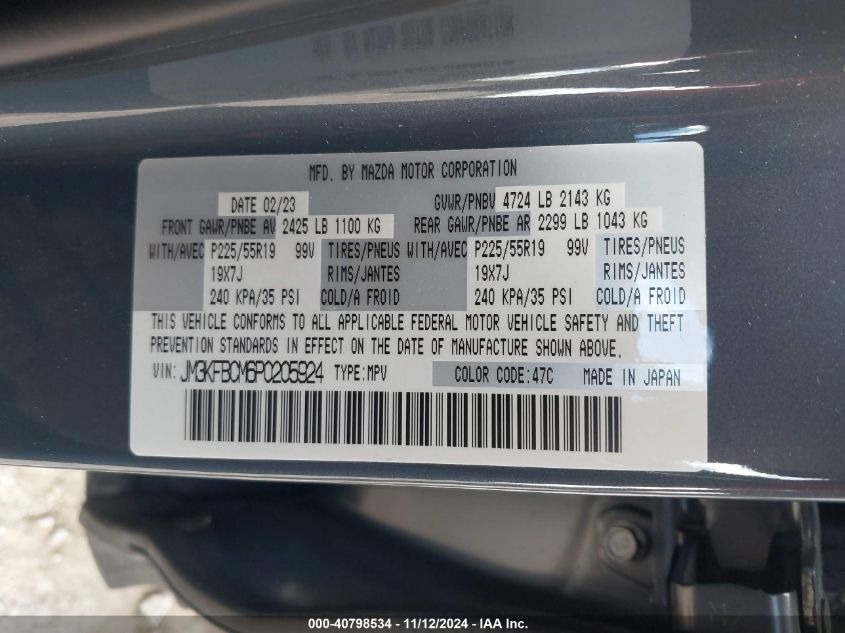 MFD. BY MAZDA MOTOR CORPORATION
DATE 02/23 GVWR/PNBV 4724 LB 2143 KG
FRONT GAWR/PNBE AV 2425 LB 1100 KG REAR GAWR/PNBE AR 2299 LB 1043 KG
WITH/AVEC P225/55R19 99V TIRES/PNEUS WITH/AVEC P225/55R19 99V TIRES/PNEUS
19X7J RIMS/JANTES 19X7J RIMS/JANTES
240 KPA/35 PSI COLD/A FROID 240 KPA/35 PSI COLD/A FROID
THIS VEHICLE CONFORMS TO ALL APPLICABLE FEDERAL MOTOR VEHICLE SAFETY AND THEFT
PREVENTION STANDARDS IN EFFECT ON THE DATE OF MANUFACTURE SHOWN ABOVE.
VIN: JM3KFBCM6P0205924 TYPE:MPV COLOR CODE:47C MADE IN JAPAN
000-40798534 - 11/12/2024 - IAA Inc.